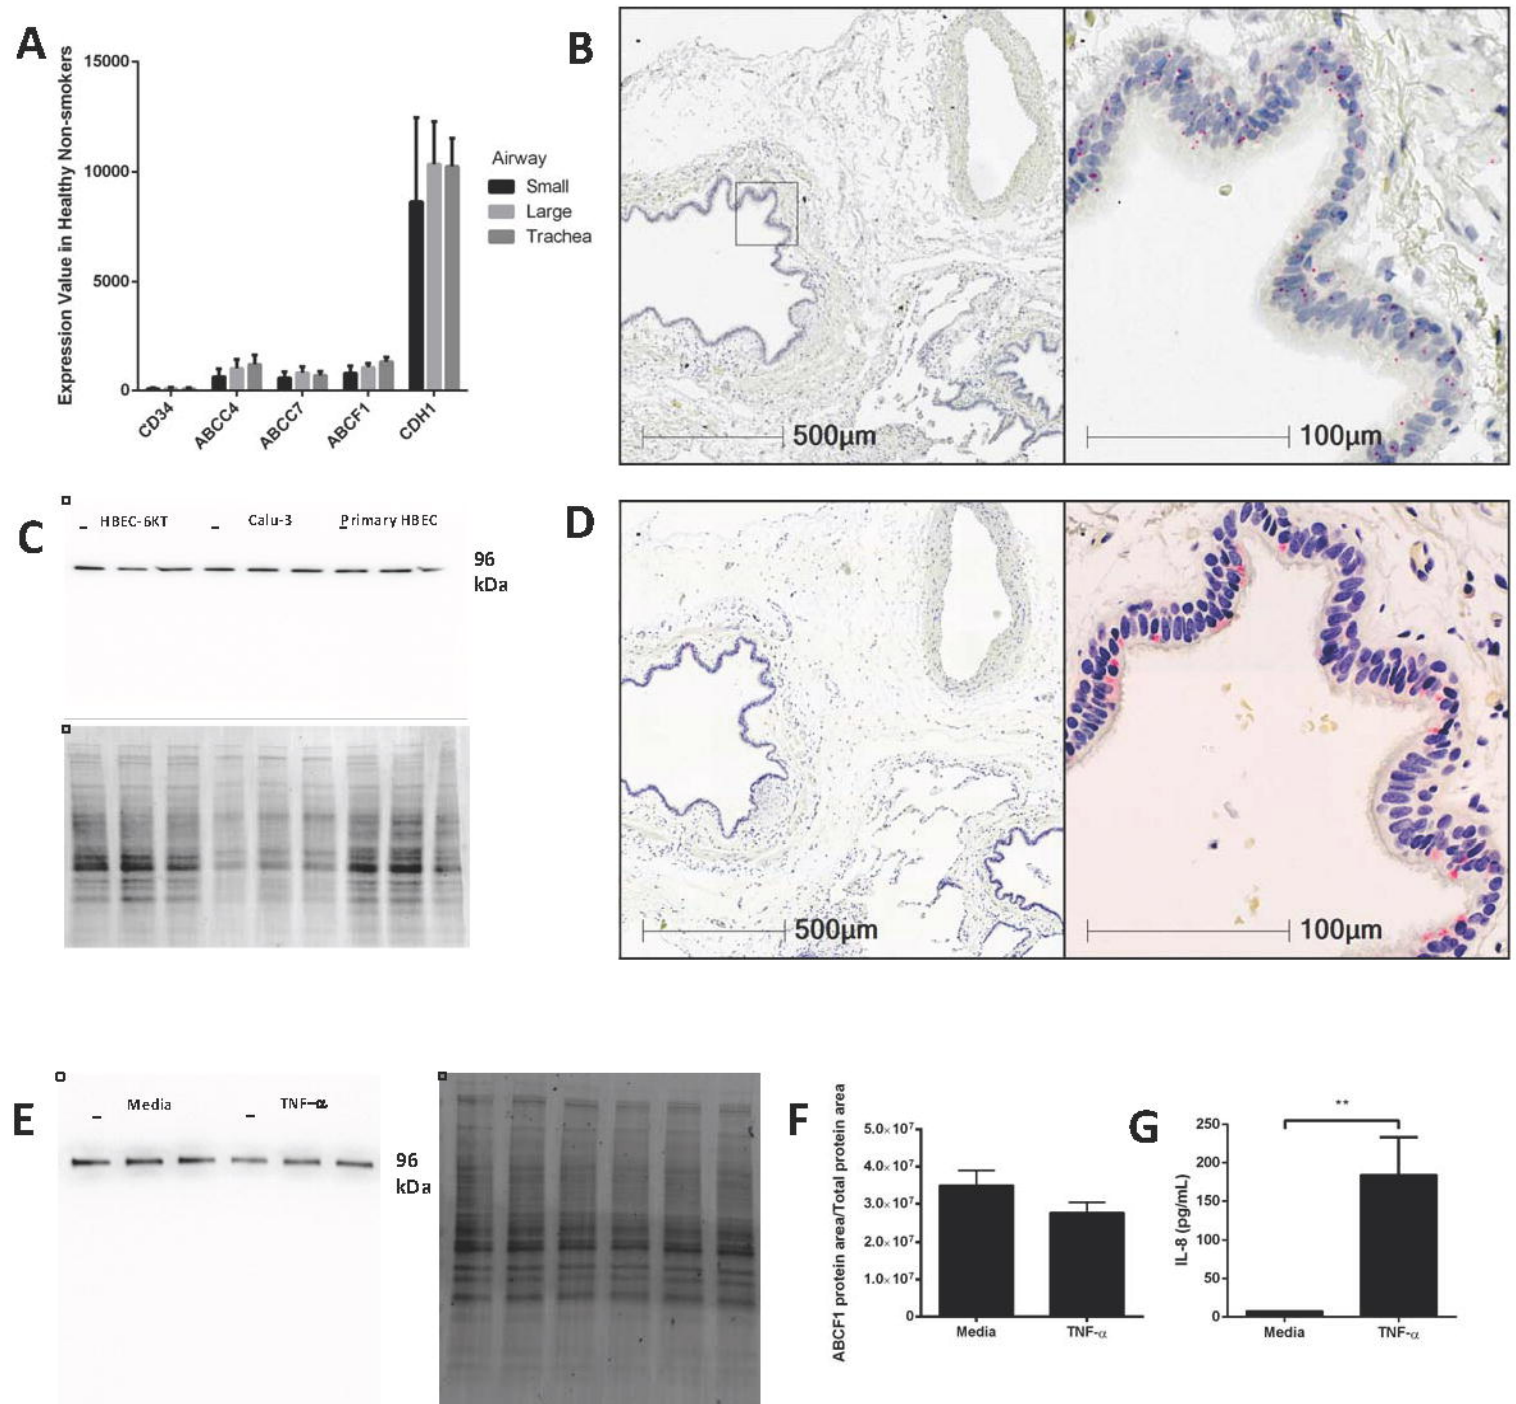 A
Expression Value in Healthy Non-smokers
15000
10000
5000
0
CD34
ABCC4
ABCC7
ABCF1
CDH1
Airway
Small
Large
Trachea
B
500µm
100µm
C
HBEC-6KT
Calu-3
Primary HBEC
96
kDa
D
500µm
100µm
E
Media
TNF-α
96
kDa
F
ABCF1 protein area/Total protein area
5.0×10⁷
4.0×10⁷
3.0×10⁷
2.0×10⁷
1.0×10⁷
0
Media
TNF-α
G
IL-8 (pg/mL)
250
200
150
100
50
0
**
Media
TNF-α